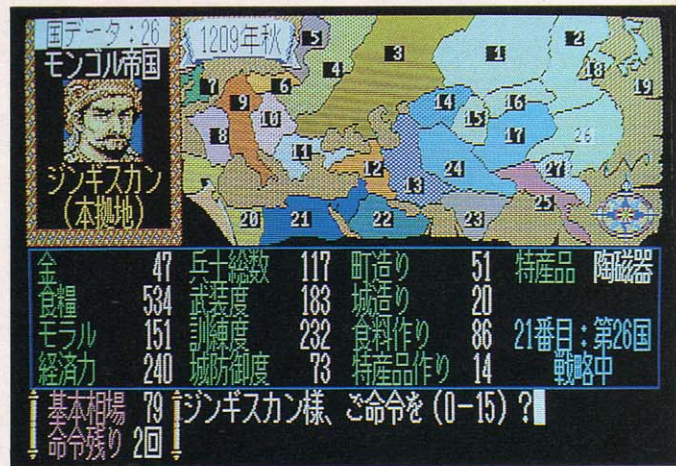 国データ:26
モンゴル帝国
ジンギスカン
(本拠地)
1209年秋
5
3
1
2
4
18
19
7
9
6
10
14
16
15
8
17
26
11
12
24
27
13
25
20
21
22
23
N
金 47 兵士総数 117 町造り 51 特産品 陶磁器
食糧 534 武装度 183 城造り 20
モラル 151 訓練度 232 食料作り 86 21番目:第26国
経済力 240 城防御度 73 特産品作り 14 戦略中
基本相場 79
命令残り 2回
ジンギスカン様、ご命令を(0-15)?